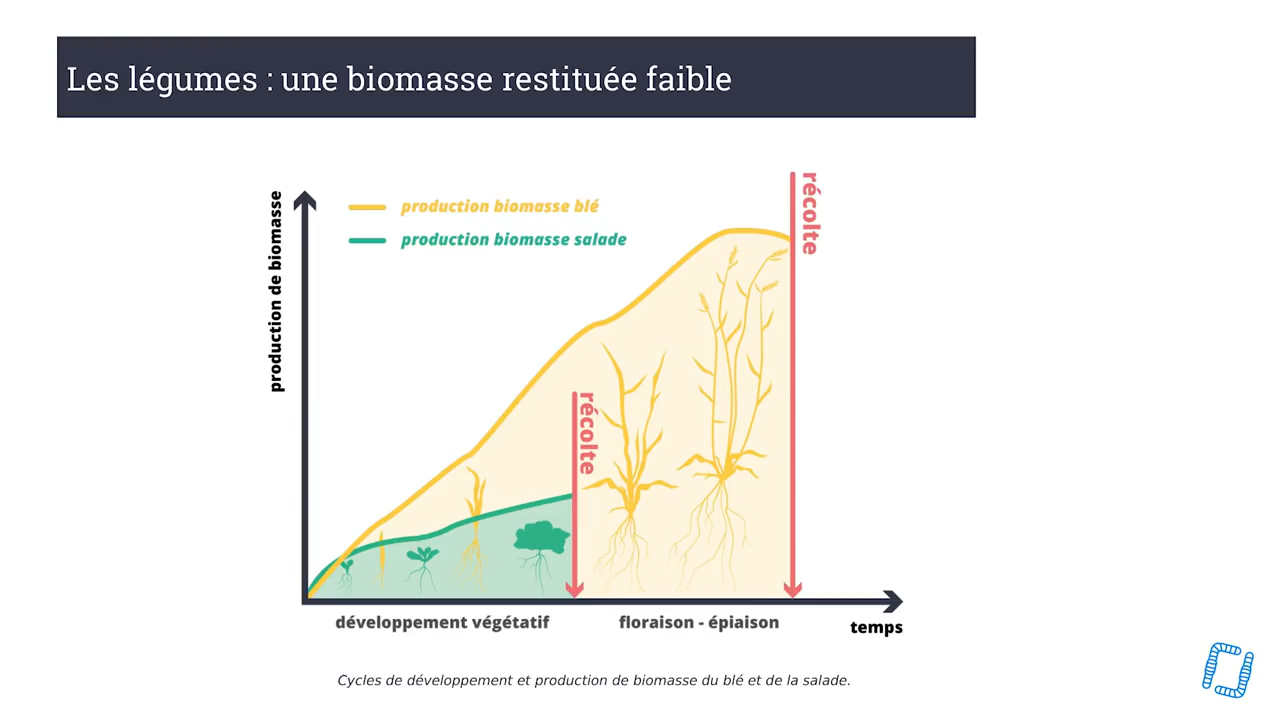 Les légumes : une biomasse restituée faible
production de biomasse
production biomasse blé
production biomasse salade
récolte
récolte
développement végétatif
floraison - épiaison
temps
Cycles de développement et production de biomasse du blé et de la salade.